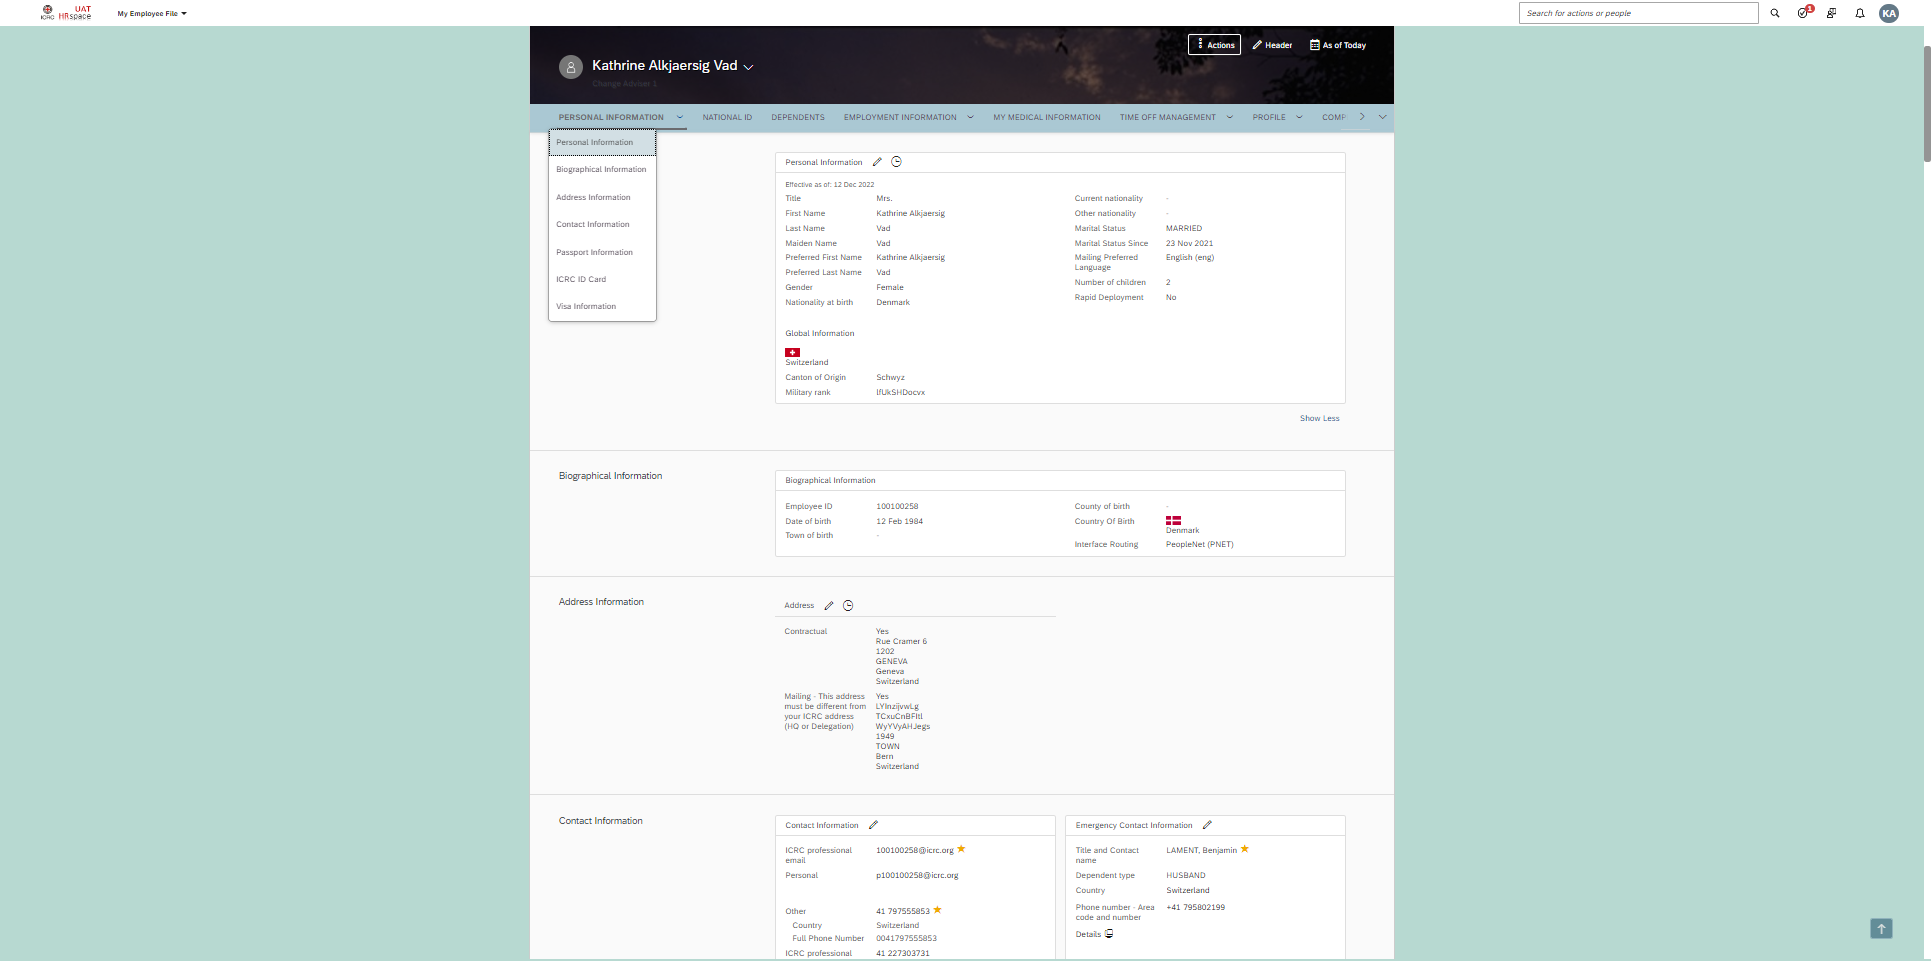 ICRC
UAT
HRspace
My Employee File
Search for actions or people
1
KA
Actions
Header
As of Today
Kathrine Alkjaersig Vad
Change Adviser 1
PERSONAL INFORMATION
NATIONAL ID
DEPENDENTS
EMPLOYMENT INFORMATION
MY MEDICAL INFORMATION
TIME OFF MANAGEMENT
PROFILE
COMP
Personal Information
Biographical Information
Address Information
Contact Information
Passport Information
ICRC ID Card
Visa Information
Personal Information
Effective as of: 12 Dec 2022
Title Mrs.
First Name Kathrine Alkjaersig
Last Name Vad
Maiden Name Vad
Preferred First Name Kathrine Alkjaersig
Preferred Last Name Vad
Gender Female
Nationality at birth Denmark
Current nationality -
Other nationality -
Marital Status MARRIED
Marital Status Since 23 Nov 2021
Mailing Preferred English (eng)
Language
Number of children 2
Rapid Deployment No
Global Information
Switzerland
Canton of Origin Schwyz
Military rank lfUkSHDocvx
Show Less
Biographical Information
Biographical Information
Employee ID 100100258
Date of birth 12 Feb 1984
Town of birth -
County of birth -
Country Of Birth
Denmark
Interface Routing PeopleNet (PNET)
Address Information
Address
Contractual Yes
Rue Cramer 6
1202
GENEVA
Geneva
Switzerland
Mailing - This address Yes
must be different from LYInzijvwLg
your ICRC address TCxuCnBFItl
(HQ or Delegation) WyYVyAHJegs
1949
TOWN
Bern
Switzerland
Contact Information
Contact Information
ICRC professional 100100258@icrc.org
email
Personal p100100258@icrc.org
Other 41 797555853
Country Switzerland
Full Phone Number 0041797555853
ICRC professional 41 227303731
Emergency Contact Information
Title and Contact LAMENT, Benjamin
name
Dependent type HUSBAND
Country Switzerland
Phone number - Area +41 795802199
code and number
Details